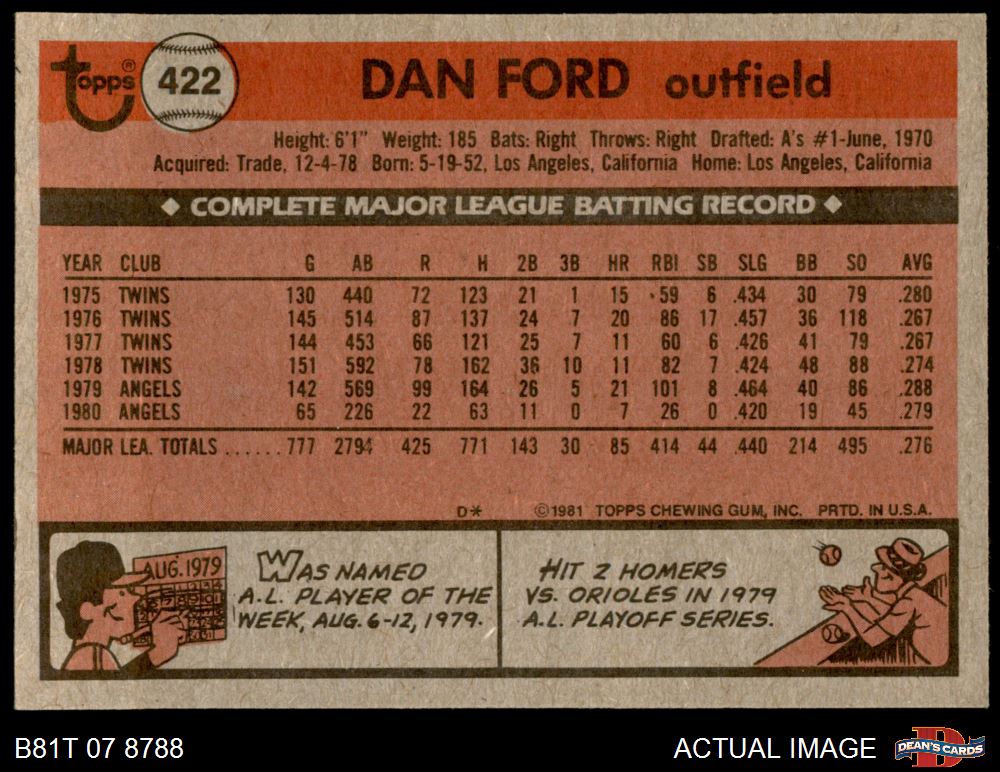 Topps® 422 DAN FORD outfield
Height: 6'1" Weight: 185 Bats: Right Throws: Right Drafted: A's #1-June, 1970
Acquired: Trade, 12-4-78 Born: 5-19-52, Los Angeles, California Home: Los Angeles, California
◆ COMPLETE MAJOR LEAGUE BATTING RECORD ◆
YEAR CLUB G AB R H 2B 3B HR RBI SB SLG BB SO AVG
1975 TWINS 130 440 72 123 21 1 15 59 6 .434 30 79 .280
1976 TWINS 145 514 87 137 24 7 20 86 17 .457 36 118 .267
1977 TWINS 144 453 66 121 25 7 11 60 6 .426 41 79 .267
1978 TWINS 151 592 78 162 36 10 11 82 7 .424 48 88 .274
1979 ANGELS 142 569 99 164 26 5 21 101 8 .464 40 86 .288
1980 ANGELS 65 226 22 63 11 0 7 26 0 .420 19 45 .279
MAJOR LEA. TOTALS ...... 777 2794 425 771 143 30 85 414 44 .440 214 495 .276
D* ©1981 TOPPS CHEWING GUM, INC. PRTD. IN U.S.A.
AUG. 1979
WAS NAMED
A.L. PLAYER OF THE
WEEK, AUG. 6-12, 1979.
HIT 2 HOMERS
VS. ORIOLES IN 1979
A.L. PLAYOFF SERIES.
B81T 07 8788 ACTUAL IMAGE DEAN'S CARDS